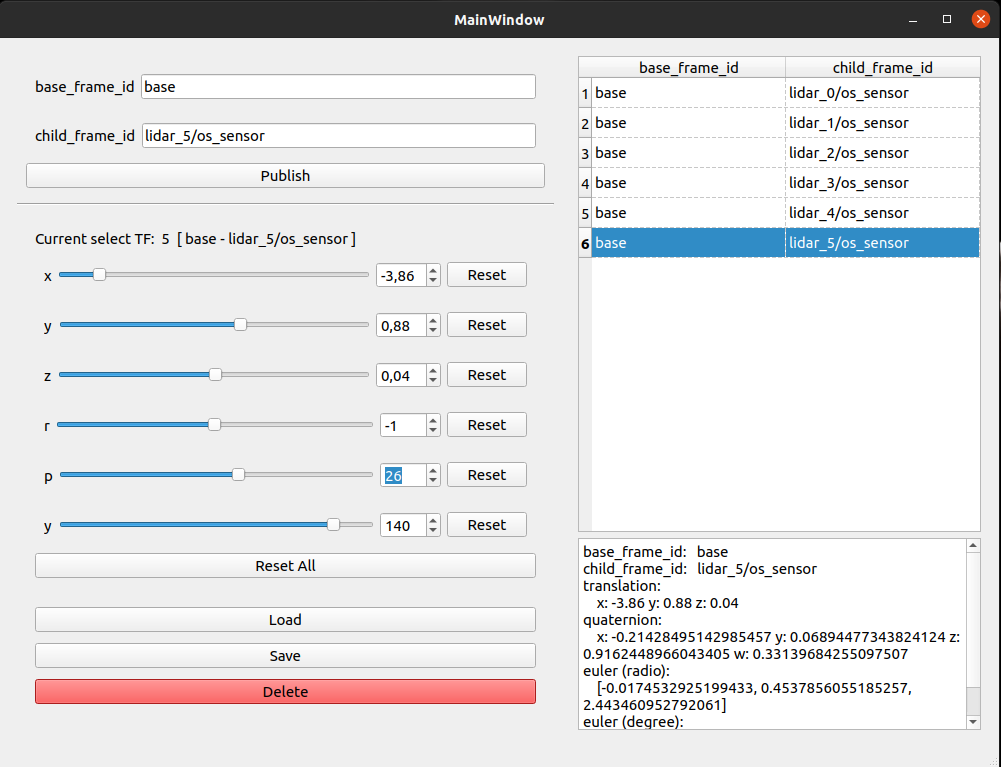 MainWindow
base_frame_id base
child_frame_id lidar_5/os_sensor
Publish
Current select TF: 5 [ base - lidar_5/os_sensor ]
x -3,86 Reset
y 0,88 Reset
z 0,04 Reset
r -1 Reset
p 26 Reset
y 140 Reset
Reset All
Load
Save
Delete
base_frame_id child_frame_id
1 base lidar_0/os_sensor
2 base lidar_1/os_sensor
3 base lidar_2/os_sensor
4 base lidar_3/os_sensor
5 base lidar_4/os_sensor
6 base lidar_5/os_sensor
base_frame_id: base
child_frame_id: lidar_5/os_sensor
translation:
x: -3.86 y: 0.88 z: 0.04
quaternion:
x: -0.21428495142985457 y: 0.06894477343824124 z:
0.9162448966043405 w: 0.33139684255097507
euler (radio):
[-0.0174532925199433, 0.4537856055185257,
2.443460952792061]
euler (degree):